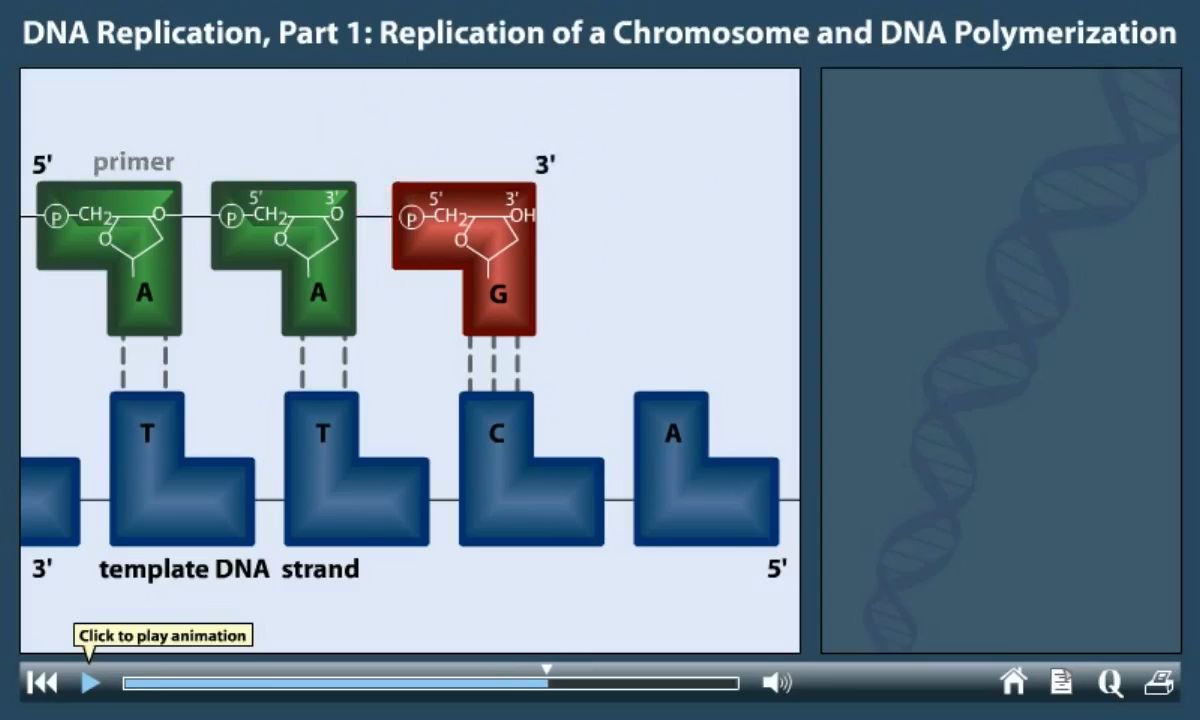 DNA Replication, Part 1: Replication of a Chromosome and DNA Polymerization
5' primer 3'
5' 3' 5' 3'
P CH2 O P CH2 O P CH2 OH
O O O
A A G
T T C A
3' template DNA strand 5'
Click to play animation
Q